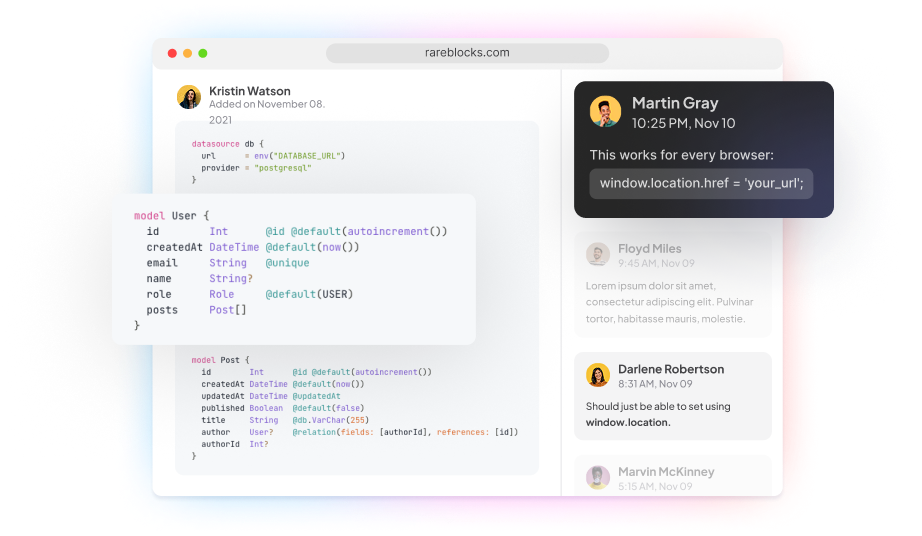 rareblocks.com
Kristin Watson
Added on November 08.
2021
datasource db {
  url      = env("DATABASE_URL")
  provider = "postgresql"
}
model User {
  id        Int      @id @default(autoincrement())
  createdAt DateTime @default(now())
  email     String   @unique
  name      String?
  role      Role     @default(USER)
  posts     Post[]
}
model Post {
  id        Int      @id @default(autoincrement())
  createdAt DateTime @default(now())
  updatedAt DateTime @updatedAt
  published Boolean  @default(false)
  title     String   @db.VarChar(255)
  author    User?    @relation(fields: [authorId], references: [id])
  authorId  Int?
}
Martin Gray
10:25 PM, Nov 10
This works for every browser:
window.location.href = 'your_url';
Floyd Miles
9:45 AM, Nov 09
Lorem ipsum dolor sit amet,
consectetur adipiscing elit. Pulvinar
tortor, habitasse mauris, molestie.
Darlene Robertson
8:31 AM, Nov 09
Should just be able to set using
window.location.
Marvin McKinney
5:15 AM, Nov 09